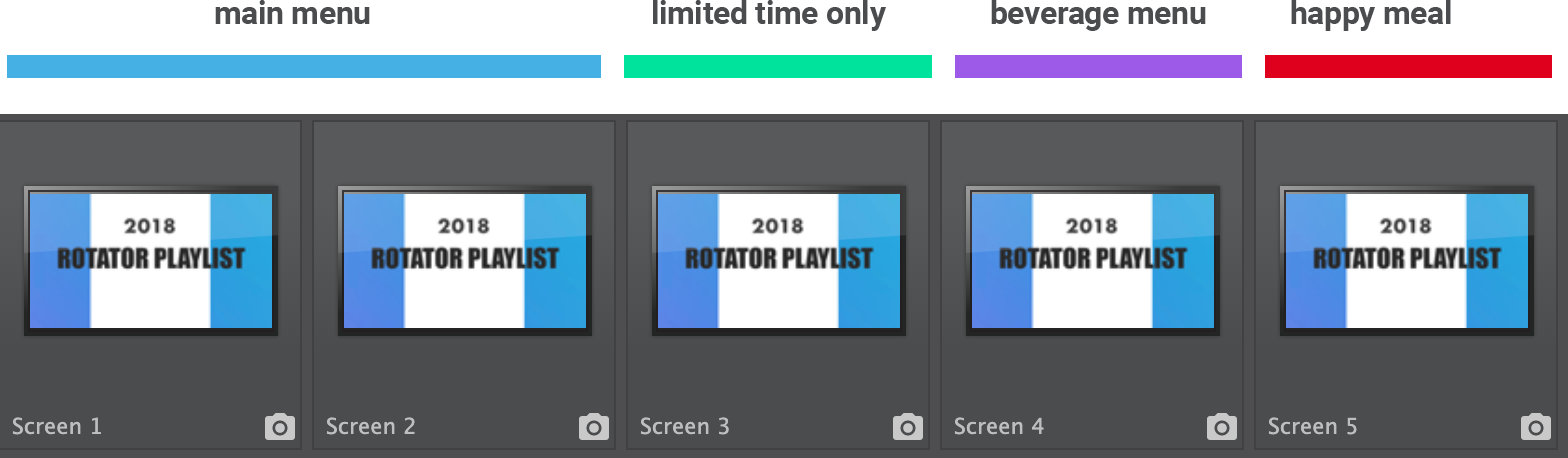 main menu
limited time only
beverage menu
happy meal
2018
ROTATOR PLAYLIST
2018
ROTATOR PLAYLIST
2018
ROTATOR PLAYLIST
2018
ROTATOR PLAYLIST
2018
ROTATOR PLAYLIST
Screen 1
Screen 2
Screen 3
Screen 4
Screen 5